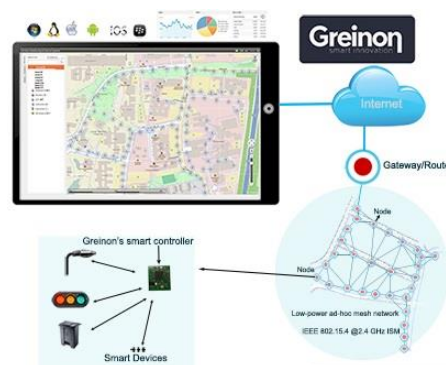 iOS
Greinon
smart innovation
Internet
Gateway/Route
Node
Greinon's smart controller
Node
Low-power ad-hoc mesh network
IEEE 802.15.4 @2.4 GHz ISM
Smart Devices